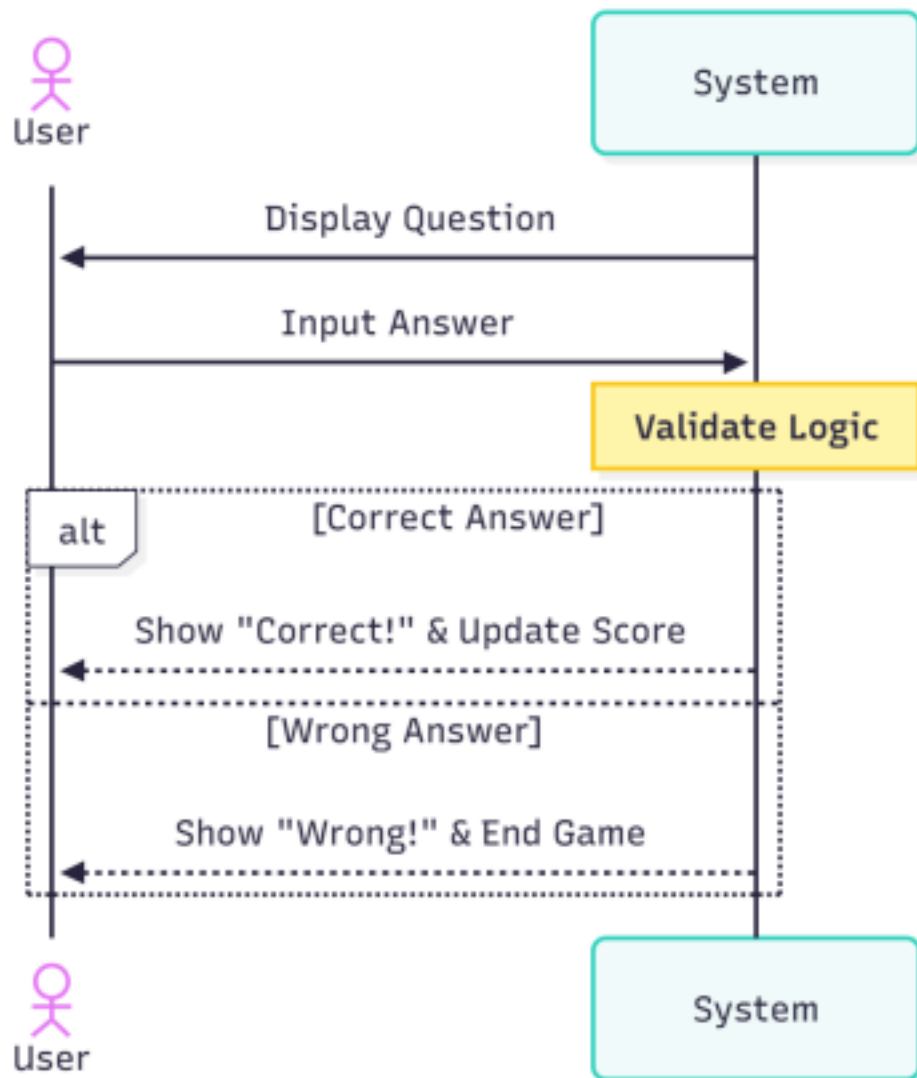 User
System
Display Question
Input Answer
Validate Logic
alt
[Correct Answer]
Show "Correct!" & Update Score
[Wrong Answer]
Show "Wrong!" & End Game
User
System